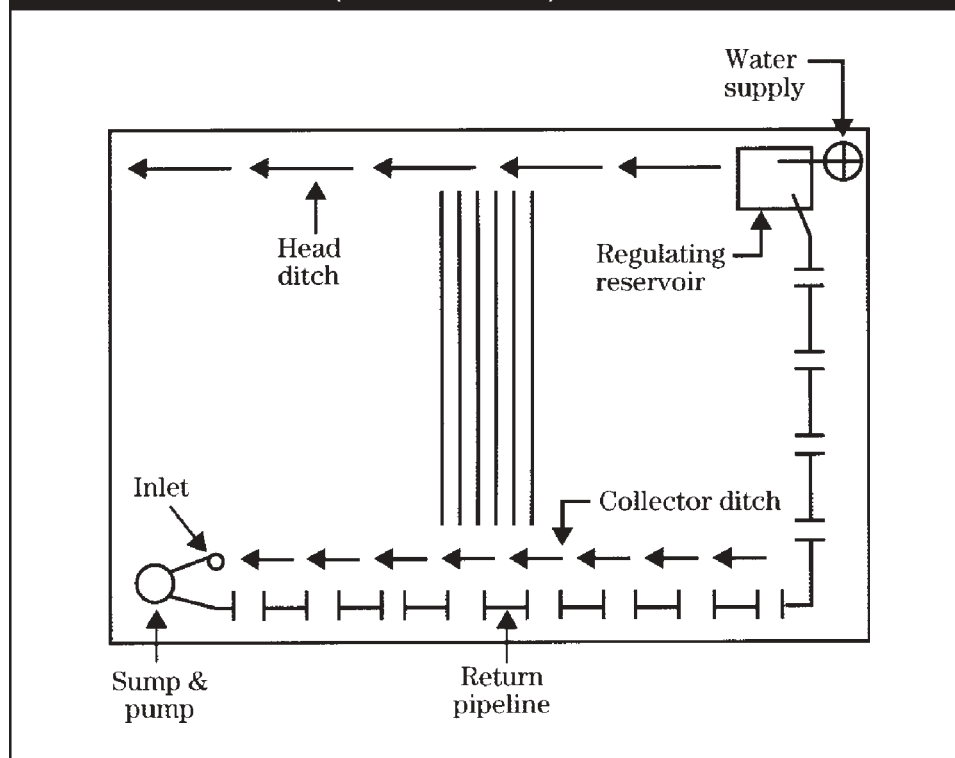 Water
supply
Head
ditch
Regulating
reservoir
Inlet
Collector ditch
Sump &
pump
Return
pipeline